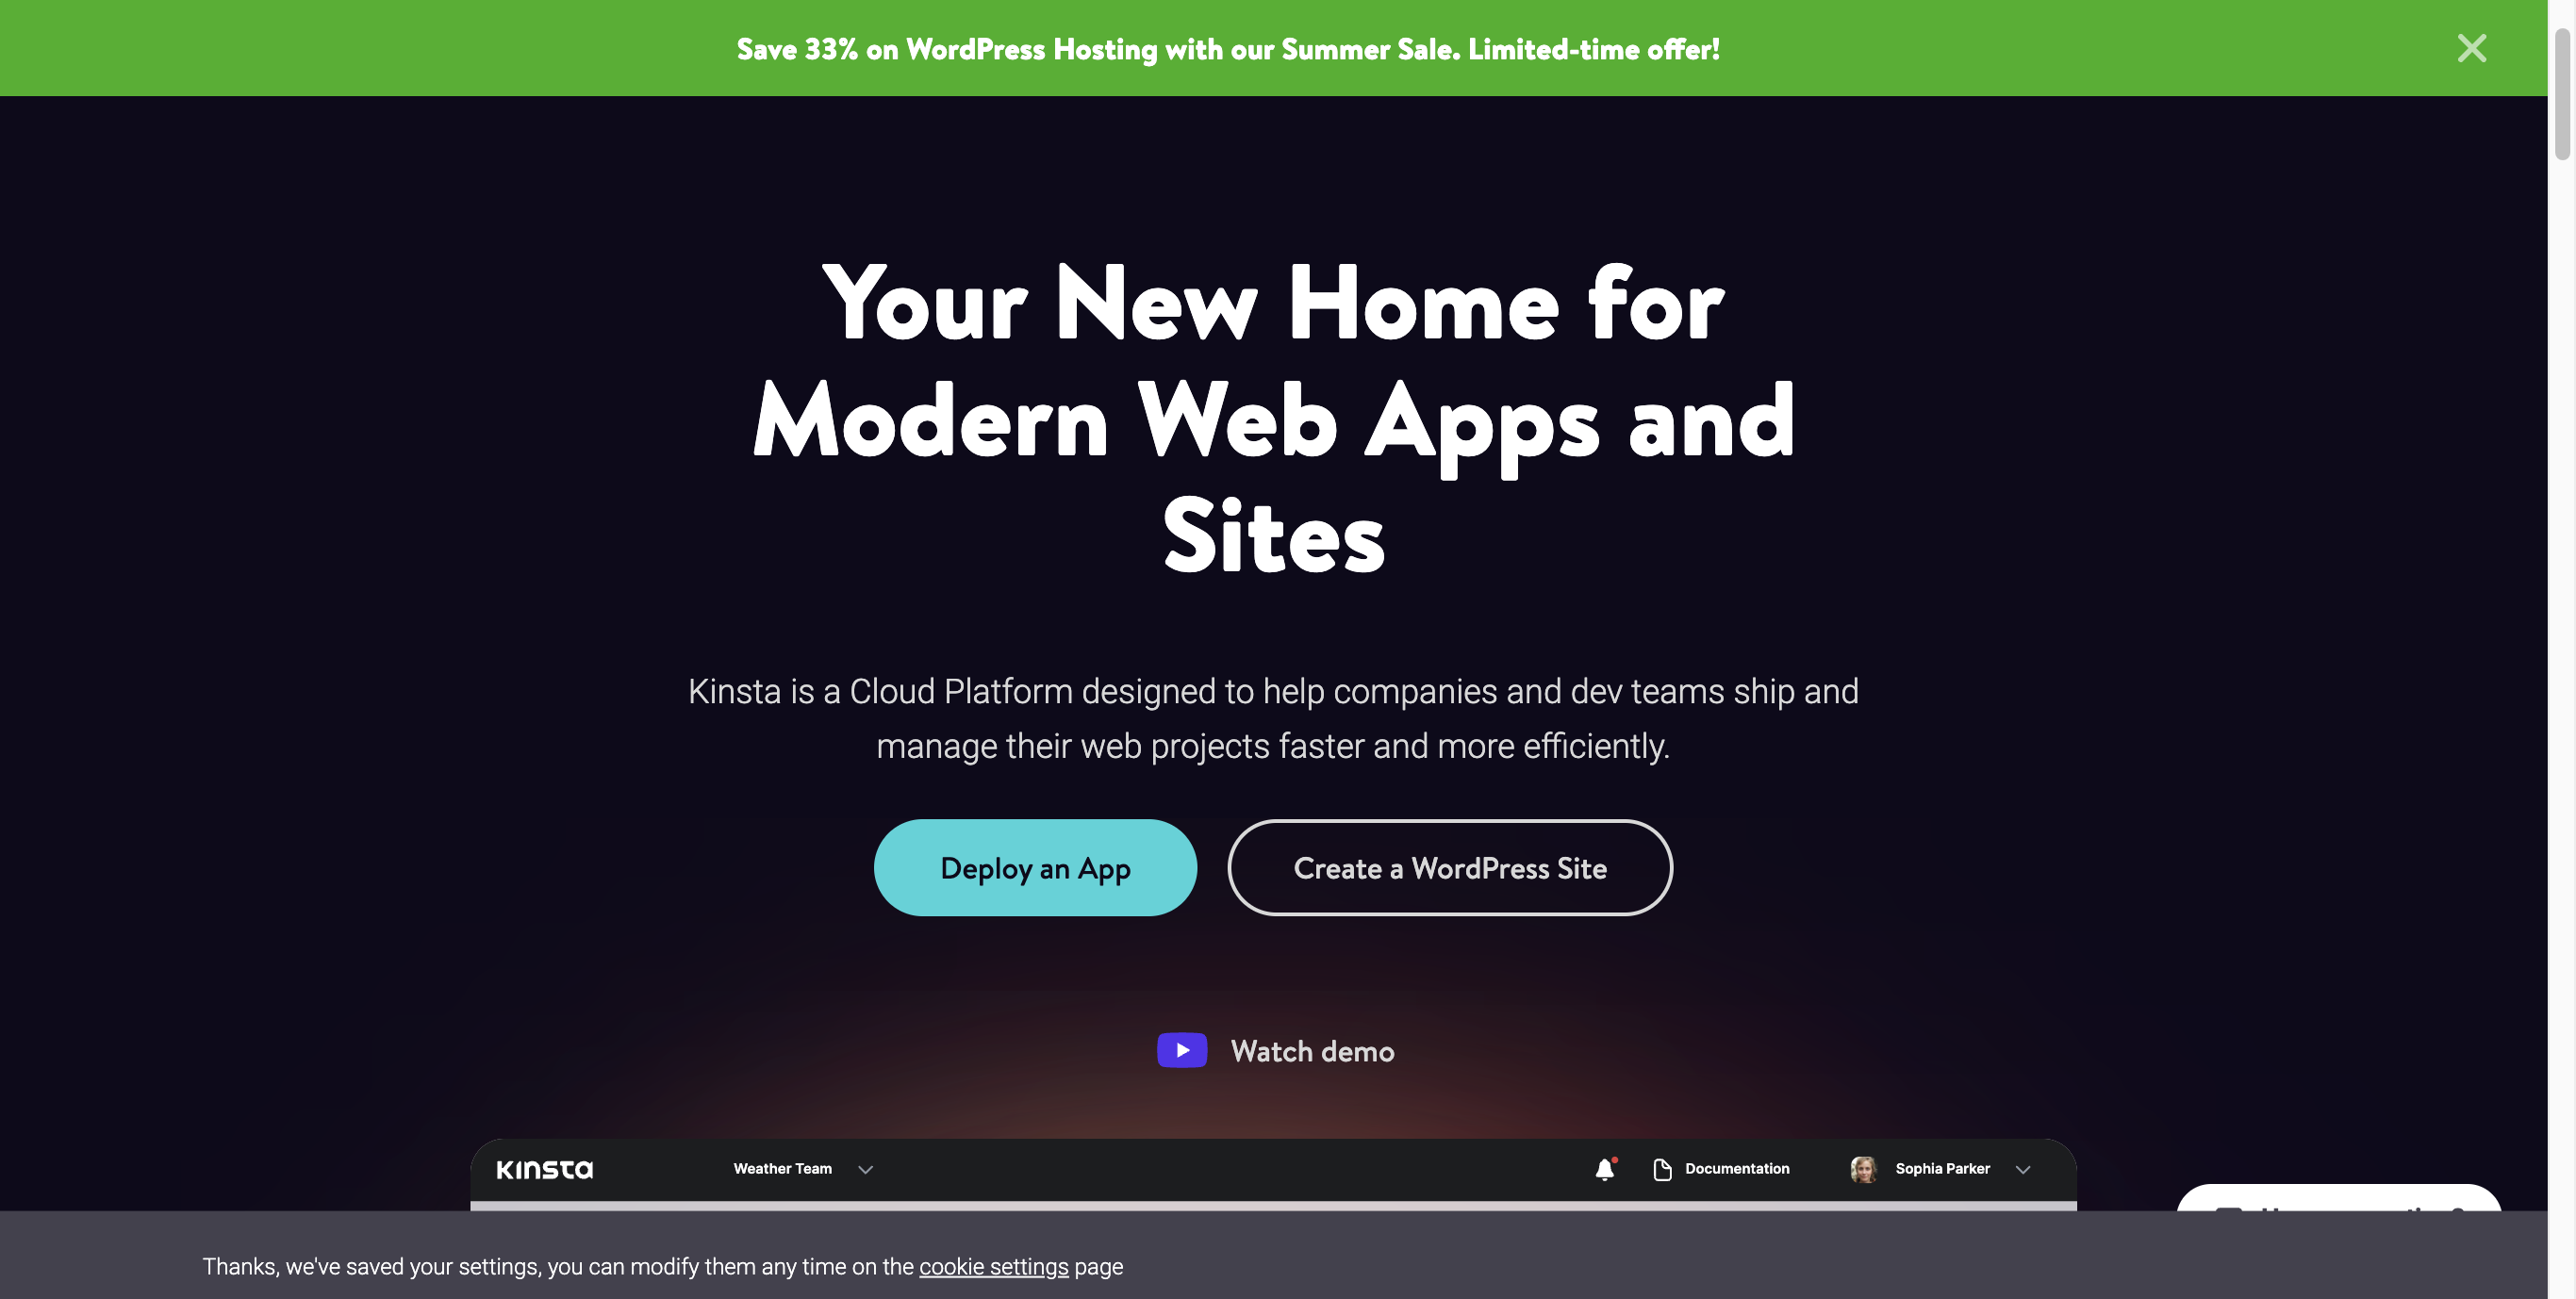 Save 33% on WordPress Hosting with our Summer Sale. Limited-time offer!
Your New Home for
Modern Web Apps and
Sites
Kinsta is a Cloud Platform designed to help companies and dev teams ship and
manage their web projects faster and more efficiently.
Deploy an App
Create a WordPress Site
Watch demo
Kinsta
Weather Team
Documentation
Sophia Parker
Thanks, we've saved your settings, you can modify them any time on the cookie settings page